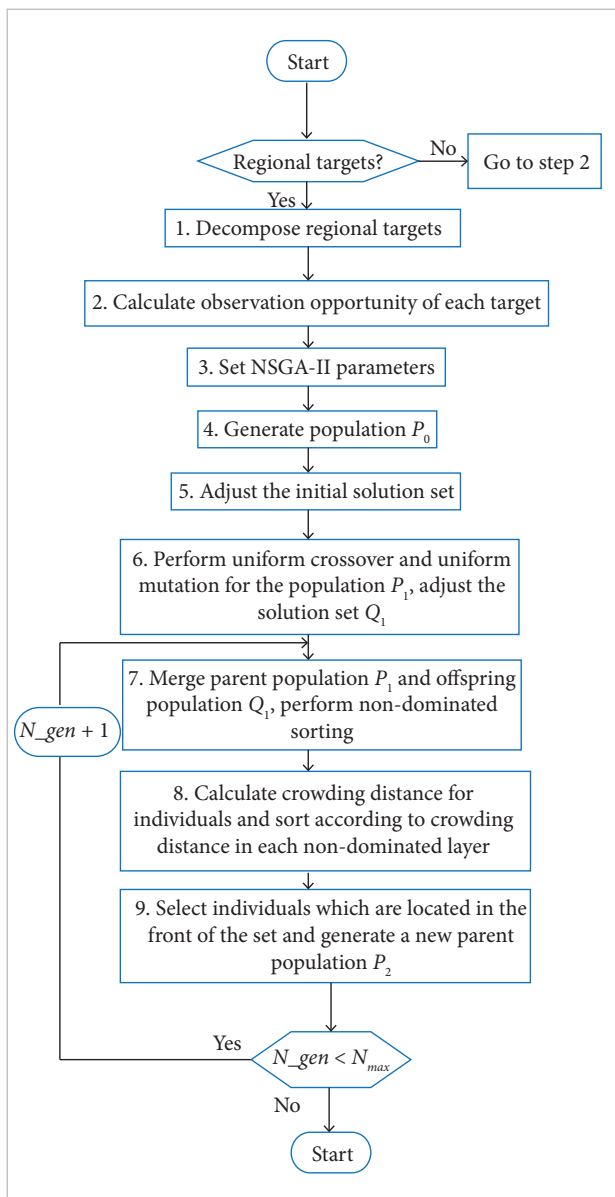 Start
Regional targets?
No
Go to step 2
Yes
1. Decompose regional targets
2. Calculate observation opportunity of each target
3. Set NSGA-II parameters
4. Generate population P₀
5. Adjust the initial solution set
6. Perform uniform crossover and uniform
mutation for the population P₁, adjust the
solution set Q₁
7. Merge parent population P₁ and offspring
population Q₁, perform non-dominated
sorting
N_gen + 1
8. Calculate crowding distance for
individuals and sort according to crowding
distance in each non-dominated layer
9. Select individuals which are located in the
front of the set and generate a new parent
population P₂
Yes
N_gen < N_max
No
Start